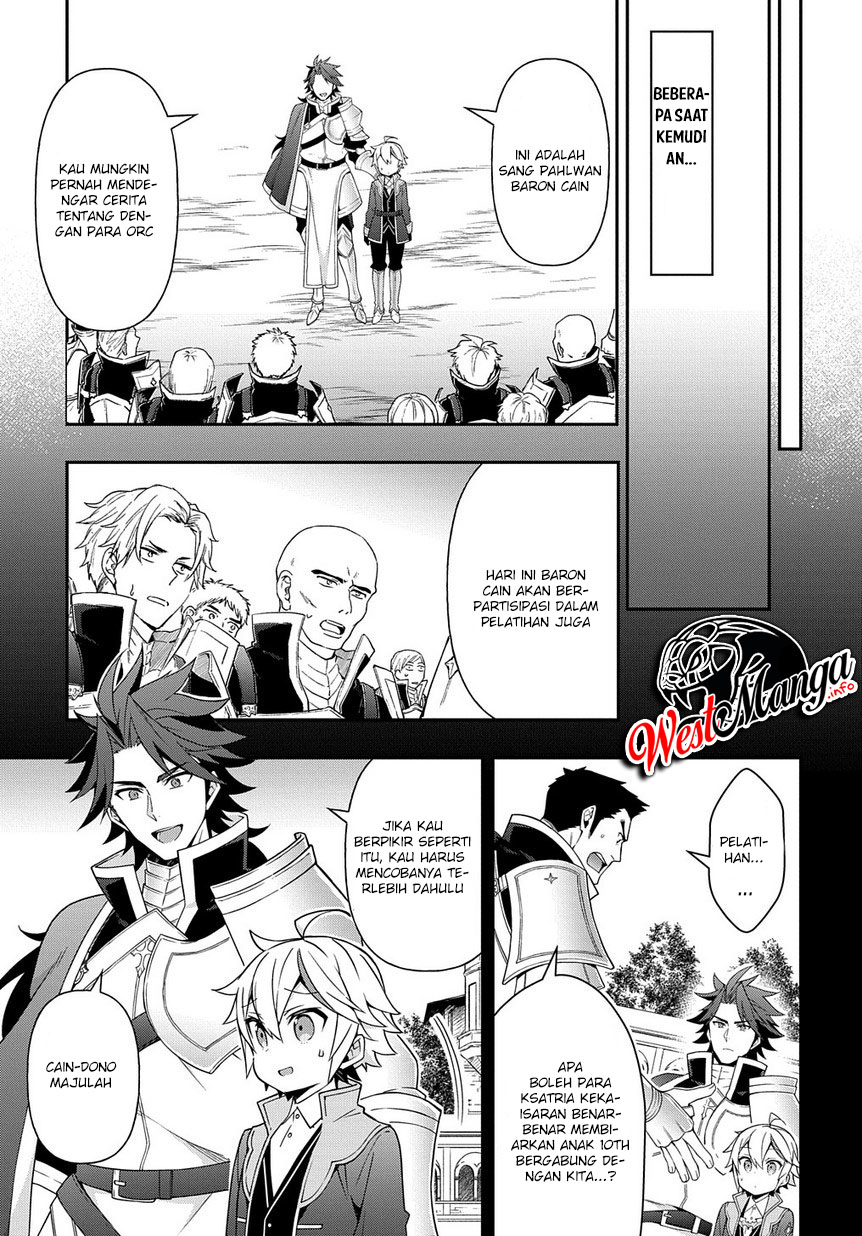 BEBERA-
PA SAAT
KEMUDI
AN...
INI ADALAH
SANG PAHLWAN
BARON CAIN
KAU MUNGKIN
PERNAH MENDE-
NGAR CERITA
TENTANG DEN-
GAN PARA ORC
HARI INI BARON
CAIN AKAN BER-
PARTISIPASI DALAM
PELATIHAN JUGA
WestManga
.info
PELATI-
HAN...
...
APA
BOLEH PARA
KSATRIA KEKA-
ISARAN BENAR-
BENAR MEMBI-
ARKAN ANAK 10TH
BERGABUNG DE-
NGAN KITA...?
JIKA KAU
BERPIKIR SEPERTI
ITU, KAU HARUS
MENCOBANYA TE-
RLEBIH DAHULU
CAIN-DONO
MAJULAH